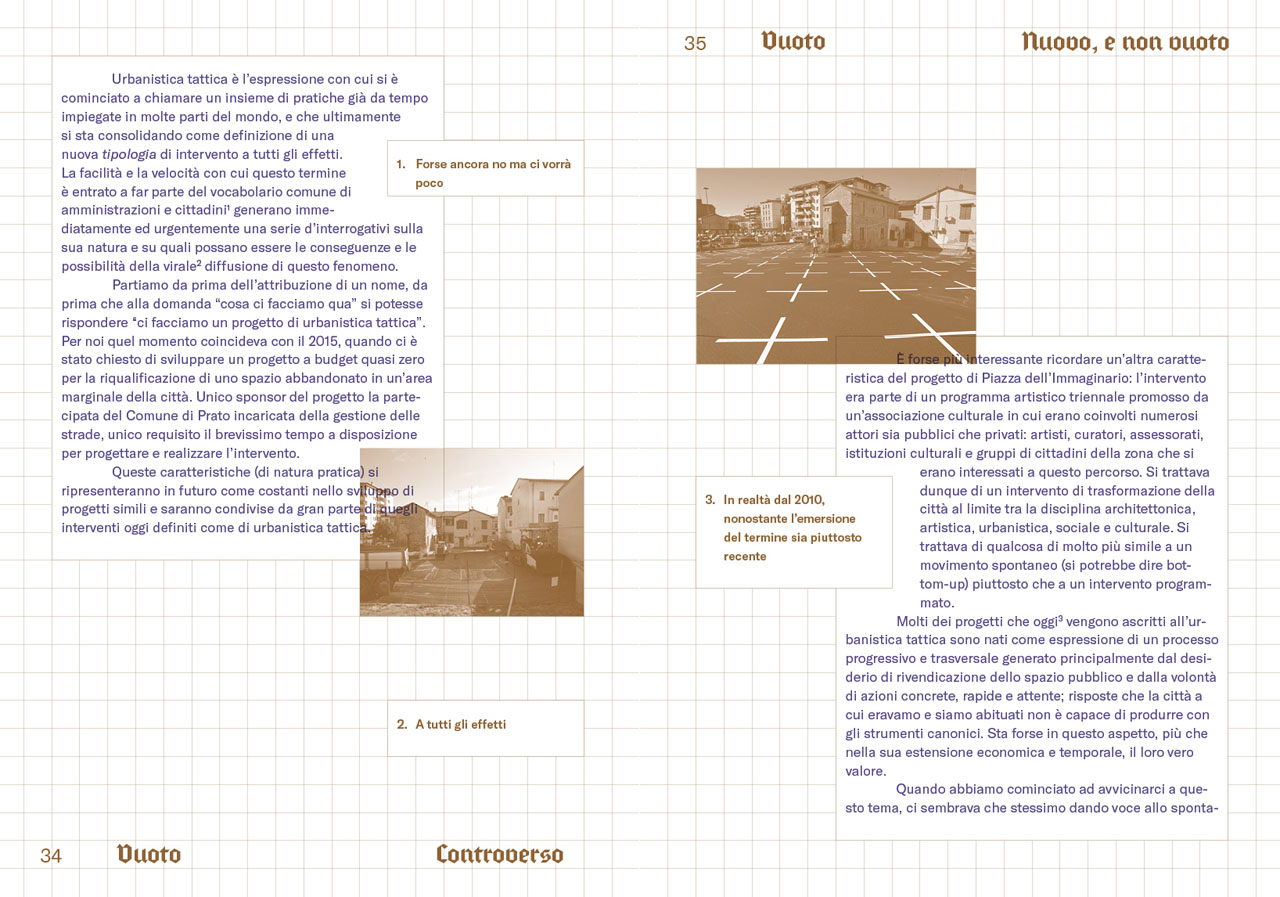 Urbanistica tattica è l'espressione con cui si è
cominciato a chiamare un insieme di pratiche già da tempo
impiegate in molte parti del mondo, e che ultimamente
si sta consolidando come definizione di una
nuova tipologia di intervento a tutti gli effetti.
La facilità e la velocità con cui questo termine
è entrato a far parte del vocabolario comune di
amministrazioni e cittadini¹ generano imme-
diatamente ed urgentemente una serie d'interrogativi sulla
sua natura e su quali possano essere le conseguenze e le
possibilità della virale² diffusione di questo fenomeno.
Partiamo da prima dell'attribuzione di un nome, da
prima che alla domanda “cosa ci facciamo qua” si potesse
rispondere “ci facciamo un progetto di urbanistica tattica”.
Per noi quel momento coincideva con il 2015, quando ci è
stato chiesto di sviluppare un progetto a budget quasi zero
per la riqualificazione di uno spazio abbandonato in un'area
marginale della città. Unico sponsor del progetto la parte-
cipata del Comune di Prato incaricata della gestione delle
strade, unico requisito il brevissimo tempo a disposizione
per progettare e realizzare l'intervento.
Queste caratteristiche (di natura pratica) si
ripresenteranno in futuro come costanti nello sviluppo di
progetti simili e saranno condivise da gran parte di quegli
interventi oggi definiti come di urbanistica tattica.
1. Forse ancora no ma ci vorrà
poco
2. A tutti gli effetti
34 Vuoto Controverso
35 Vuoto Nuovo, e non vuoto
È forse più interessante ricordare un'altra caratte-
ristica del progetto di Piazza dell'Immaginario: l'intervento
era parte di un programma artistico triennale promosso da
un'associazione culturale in cui erano coinvolti numerosi
attori sia pubblici che privati: artisti, curatori, assessorati,
istituzioni culturali e gruppi di cittadini della zona che si
erano interessati a questo percorso. Si trattava
dunque di un intervento di trasformazione della
città al limite tra la disciplina architettonica,
artistica, urbanistica, sociale e culturale. Si
trattava di qualcosa di molto più simile a un
movimento spontaneo (si potrebbe dire bot-
tom-up) piuttosto che a un intervento program-
mato.
3. In realtà dal 2010,
nonostante l'emersione
del termine sia piuttosto
recente
Molti dei progetti che oggi³ vengono ascritti all'ur-
banistica tattica sono nati come espressione di un processo
progressivo e trasversale generato principalmente dal desi-
derio di rivendicazione dello spazio pubblico e dalla volontà
di azioni concrete, rapide e attente; risposte che la città a
cui eravamo e siamo abituati non è capace di produrre con
gli strumenti canonici. Sta forse in questo aspetto, più che
nella sua estensione economica e temporale, il loro vero
valore.
Quando abbiamo cominciato ad avvicinarci a que-
sto tema, ci sembrava che stessimo dando voce allo sponta-